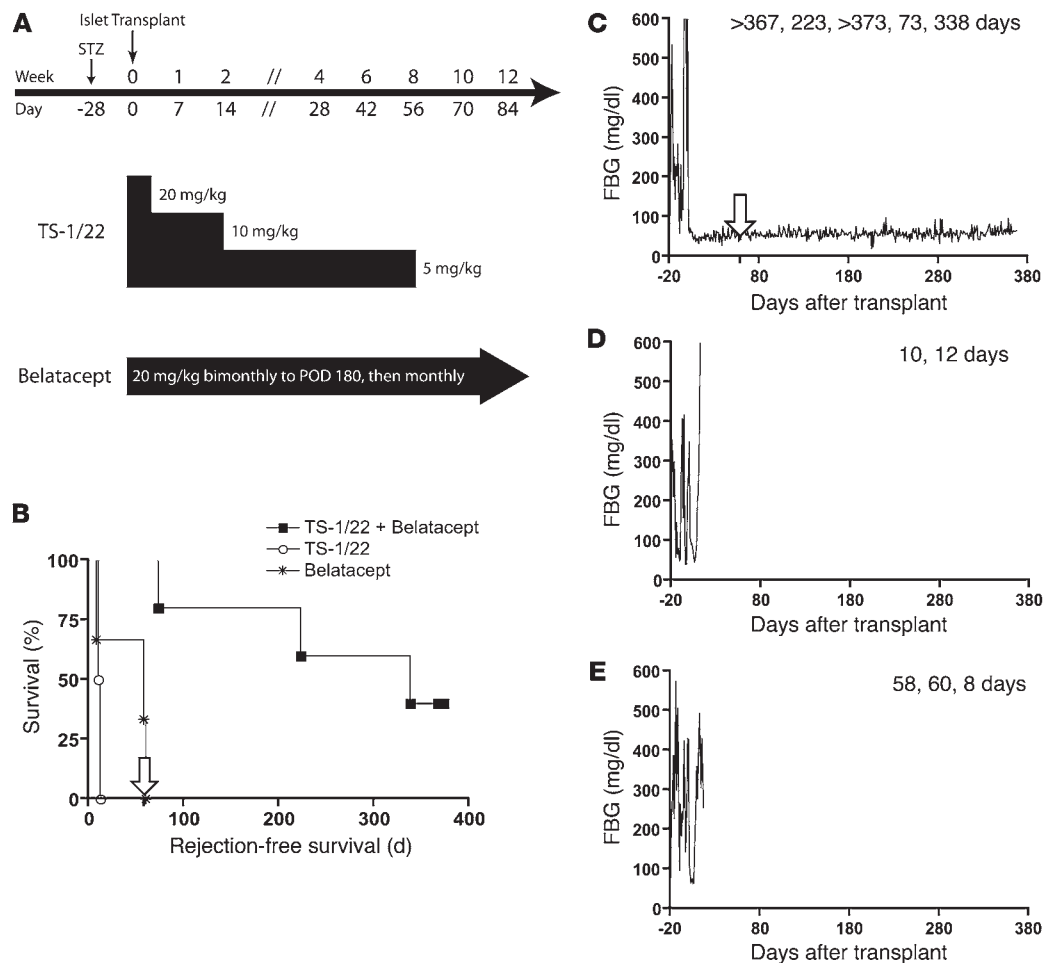 A
Islet Transplant
STZ
Week 0 1 2 // 4 6 8 10 12
Day -28 0 7 14 // 28 42 56 70 84
20 mg/kg
TS-1/22
10 mg/kg
5 mg/kg
Belatacept
20 mg/kg bimonthly to POD 180, then monthly
B
TS-1/22 + Belatacept
TS-1/22
Belatacept
100
75
50
25
0
Survival (%)
0 100 200 300 400
Rejection-free survival (d)
C
>367, 223, >373, 73, 338 days
600
500
400
300
200
100
0
FBG (mg/dl)
-20 80 180 280 380
Days after transplant
D
10, 12 days
600
500
400
300
200
100
0
FBG (mg/dl)
-20 80 180 280 380
Days after transplant
E
58, 60, 8 days
600
500
400
300
200
100
0
FBG (mg/dl)
-20 80 180 280 380
Days after transplant